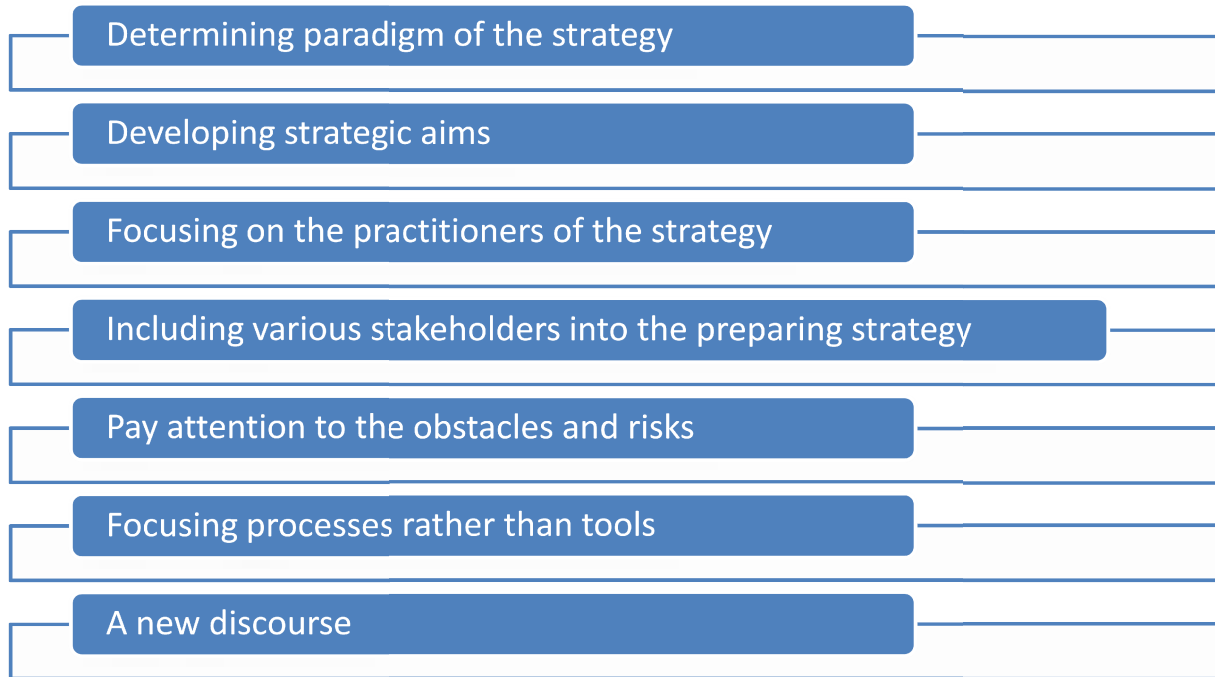 Determining paradigm of the strategy
Developing strategic aims
Focusing on the practitioners of the strategy
Including various stakeholders into the preparing strategy
Pay attention to the obstacles and risks
Focusing processes rather than tools
A new discourse